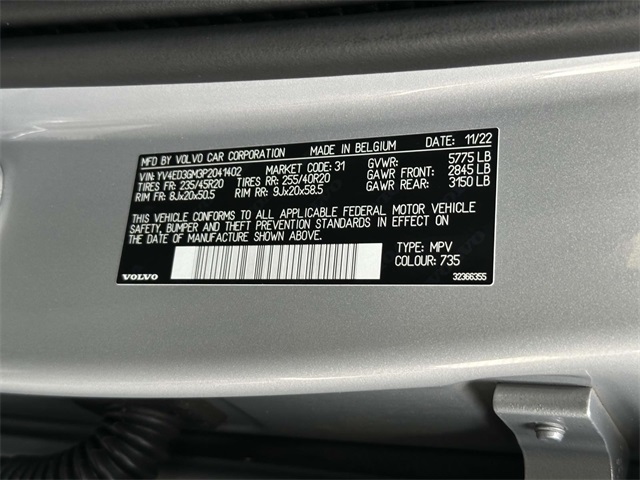 MFD BY VOLVO CAR CORPORATION MADE IN BELGIUM DATE: 11/22
VIN: YV4ED3GM3P2041402 MARKET CODE: 31 GVWR: 5775 LB
TIRES FR: 235/45R20 TIRES RR: 255/40R20 GAWR FRONT: 2845 LB
RIM FR: 8Jx20x50.5 RIM RR: 9Jx20x58.5 GAWR REAR: 3150 LB
THIS VEHICLE CONFORMS TO ALL APPLICABLE FEDERAL MOTOR VEHICLE
SAFETY, BUMPER AND THEFT PREVENTION STANDARDS IN EFFECT ON
THE DATE OF MANUFACTURE SHOWN ABOVE.
TYPE: MPV
COLOUR: 735
VOLVO 32366355